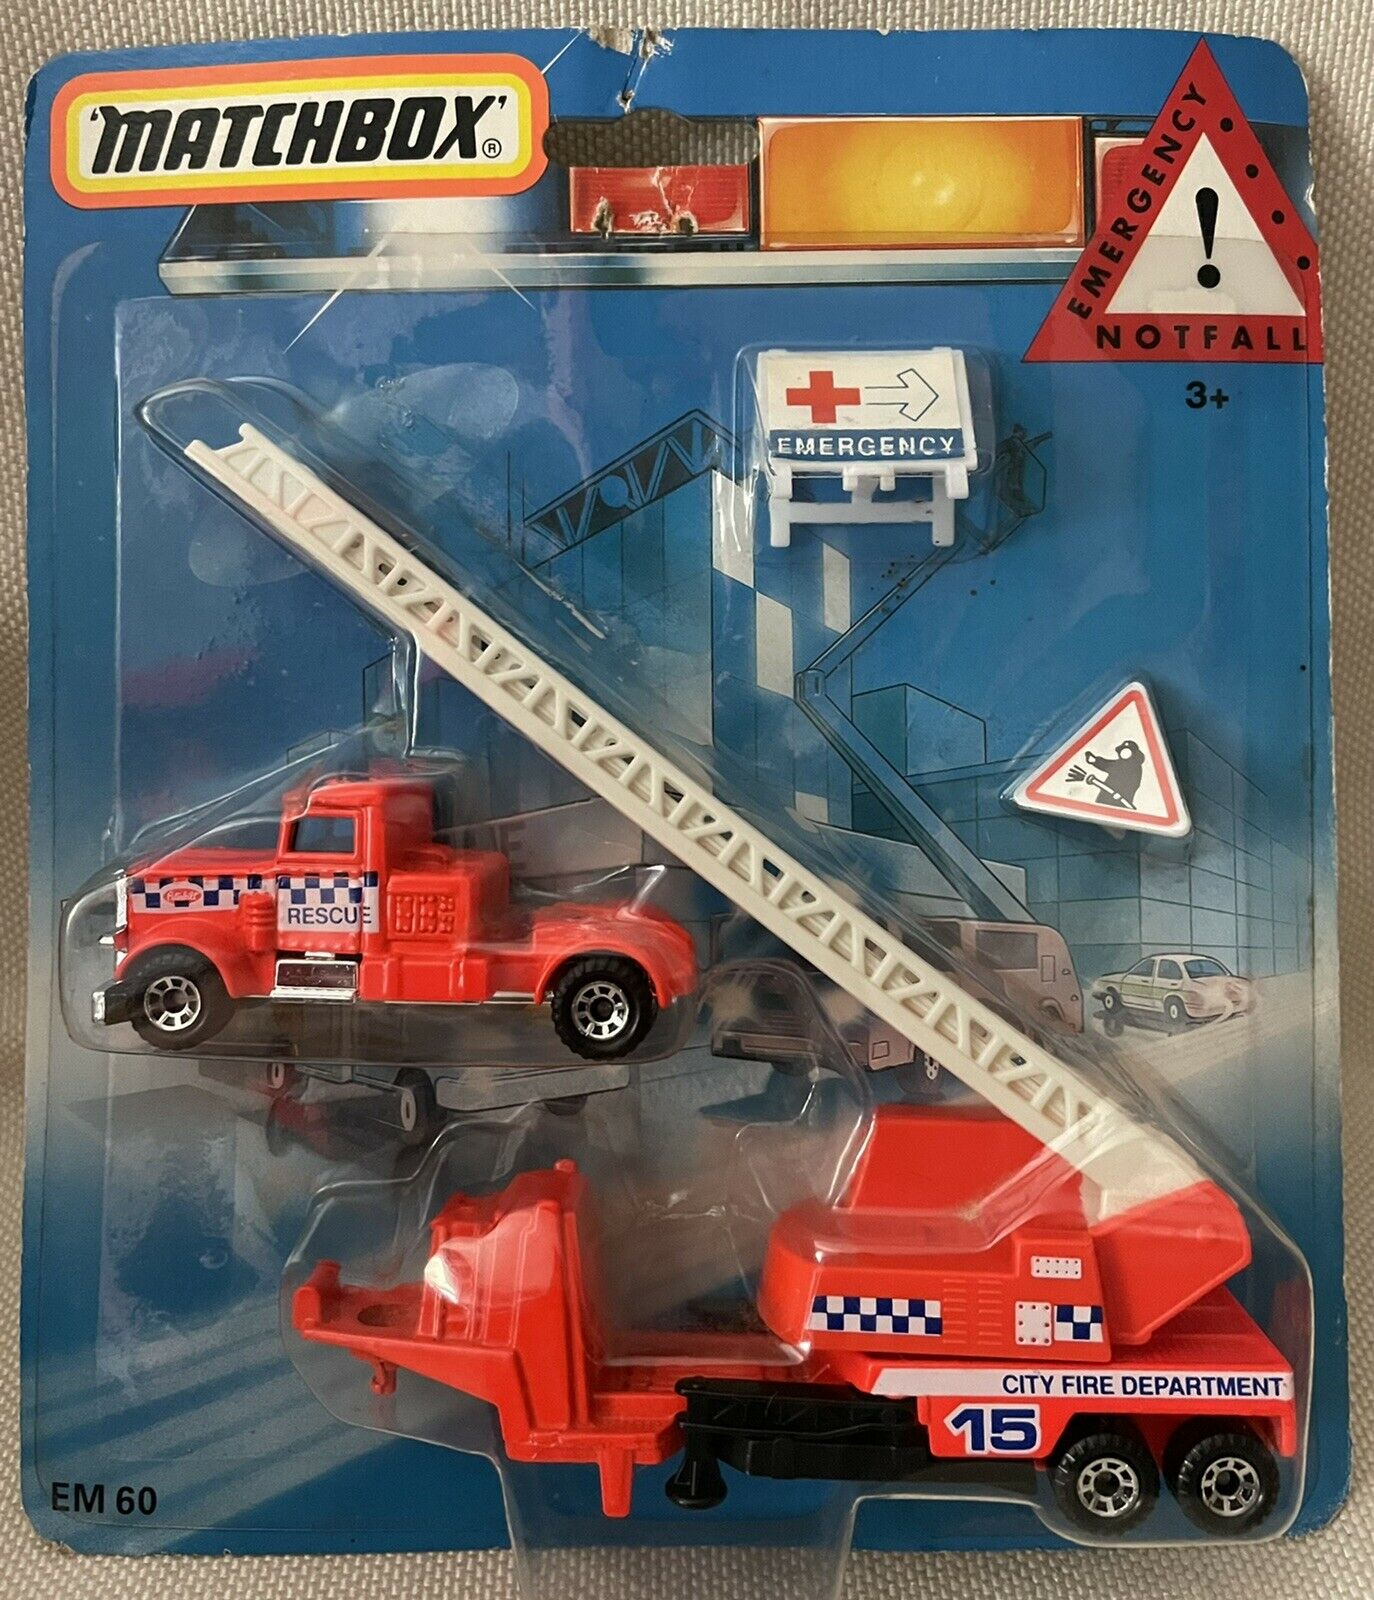 'MATCHBOX'®
EMERGENCY
NOTFALL
3+
EMERGENCY
RESCUE
CITY FIRE DEPARTMENT
15
EM 60